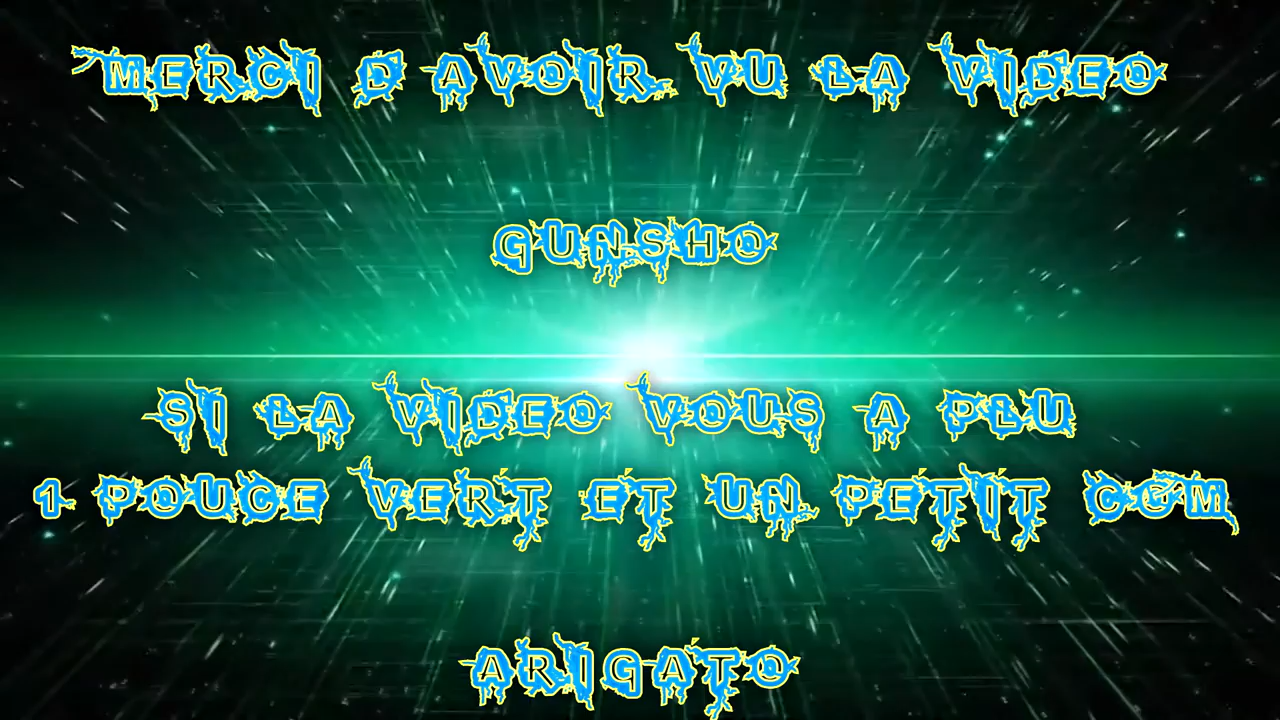 MERCI D AVOIR VU LA VIDEO
GUNSHO
SI LA VIDEO VOUS A PLU
1 POUCE VERT ET UN PETIT COM
ARIGATO